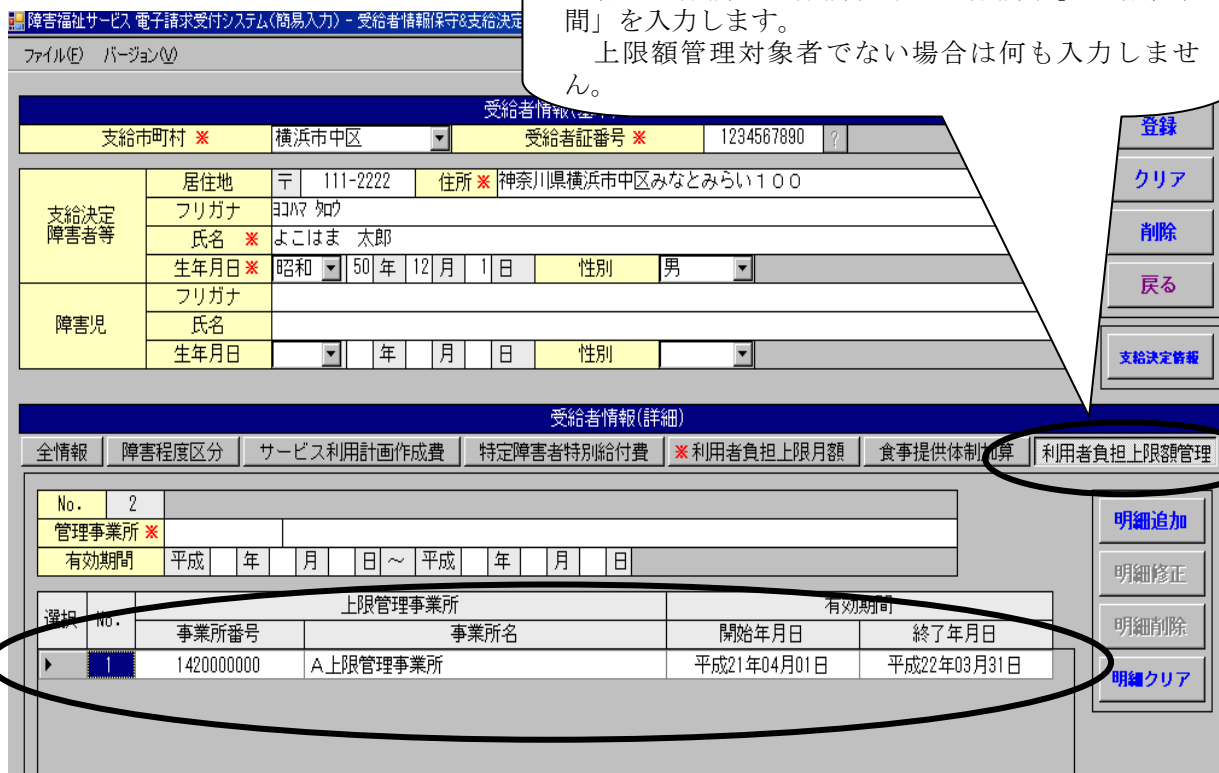 障害福祉サービス 電子請求受付システム(簡易入力) - 受給者情報保守&支給決定
間」を入力します。
上限額管理対象者でない場合は何も入力しませ
ん。
ファイル(F) バージョン(V)
受給者情報(基本)
支給市町村 ※ 横浜市中区 受給者証番号 ※ 1234567890 ?
登録
支給決定障害者等
居住地 〒 111-2222 住所 ※ 神奈川県横浜市中区みなとみらい100
クリア
フリガナ ヨコハマ タロウ
氏名 ※ よこはま 太郎
削除
生年月日 ※ 昭和 50 年 12 月 1 日 性別 男
戻る
障害児
フリガナ
氏名
生年月日 年 月 日 性別
支給決定情報
受給者情報(詳細)
全情報 障害程度区分 サービス利用計画作成費 特定障害者特別給付費 ※利用者負担上限月額 食事提供体制加算 利用者負担上限額管理
No. 2
明細追加
管理事業所 ※
有効期間 平成 年 月 日 ~ 平成 年 月 日
明細修正
選択 No. 上限管理事業所 有効期間
明細削除
事業所番号 事業所名 開始年月日 終了年月日
1 1420000000 A上限管理事業所 平成21年04月01日 平成22年03月31日
明細クリア